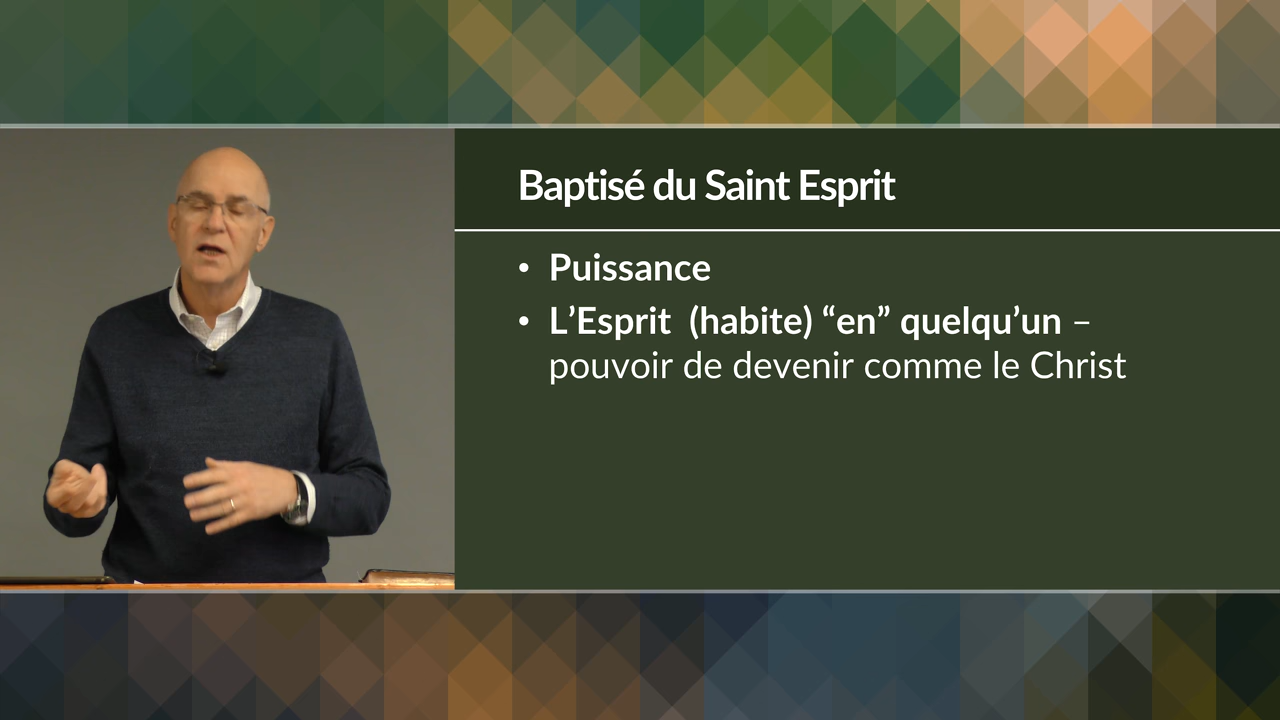 Baptisé du Saint Esprit
• Puissance
• L’Esprit (habite) “en” quelqu’un –
pouvoir de devenir comme le Christ